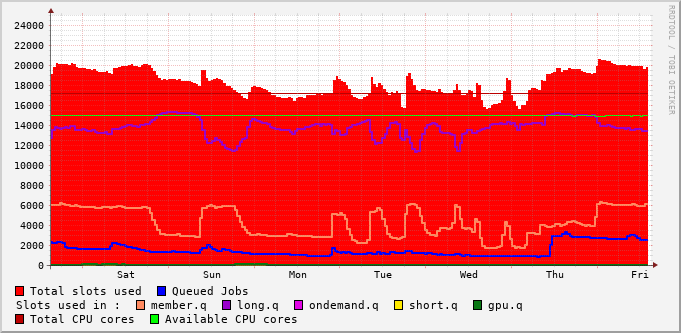 RRDTOOL / TOBI OETIKER
24000
22000
20000
18000
16000
14000
12000
10000
8000
6000
4000
2000
0
Sat Sun Mon Tue Wed Thu Fri
Total slots used Queued Jobs
Slots used in : member.q long.q ondemand.q short.q gpu.q
Total CPU cores Available CPU cores